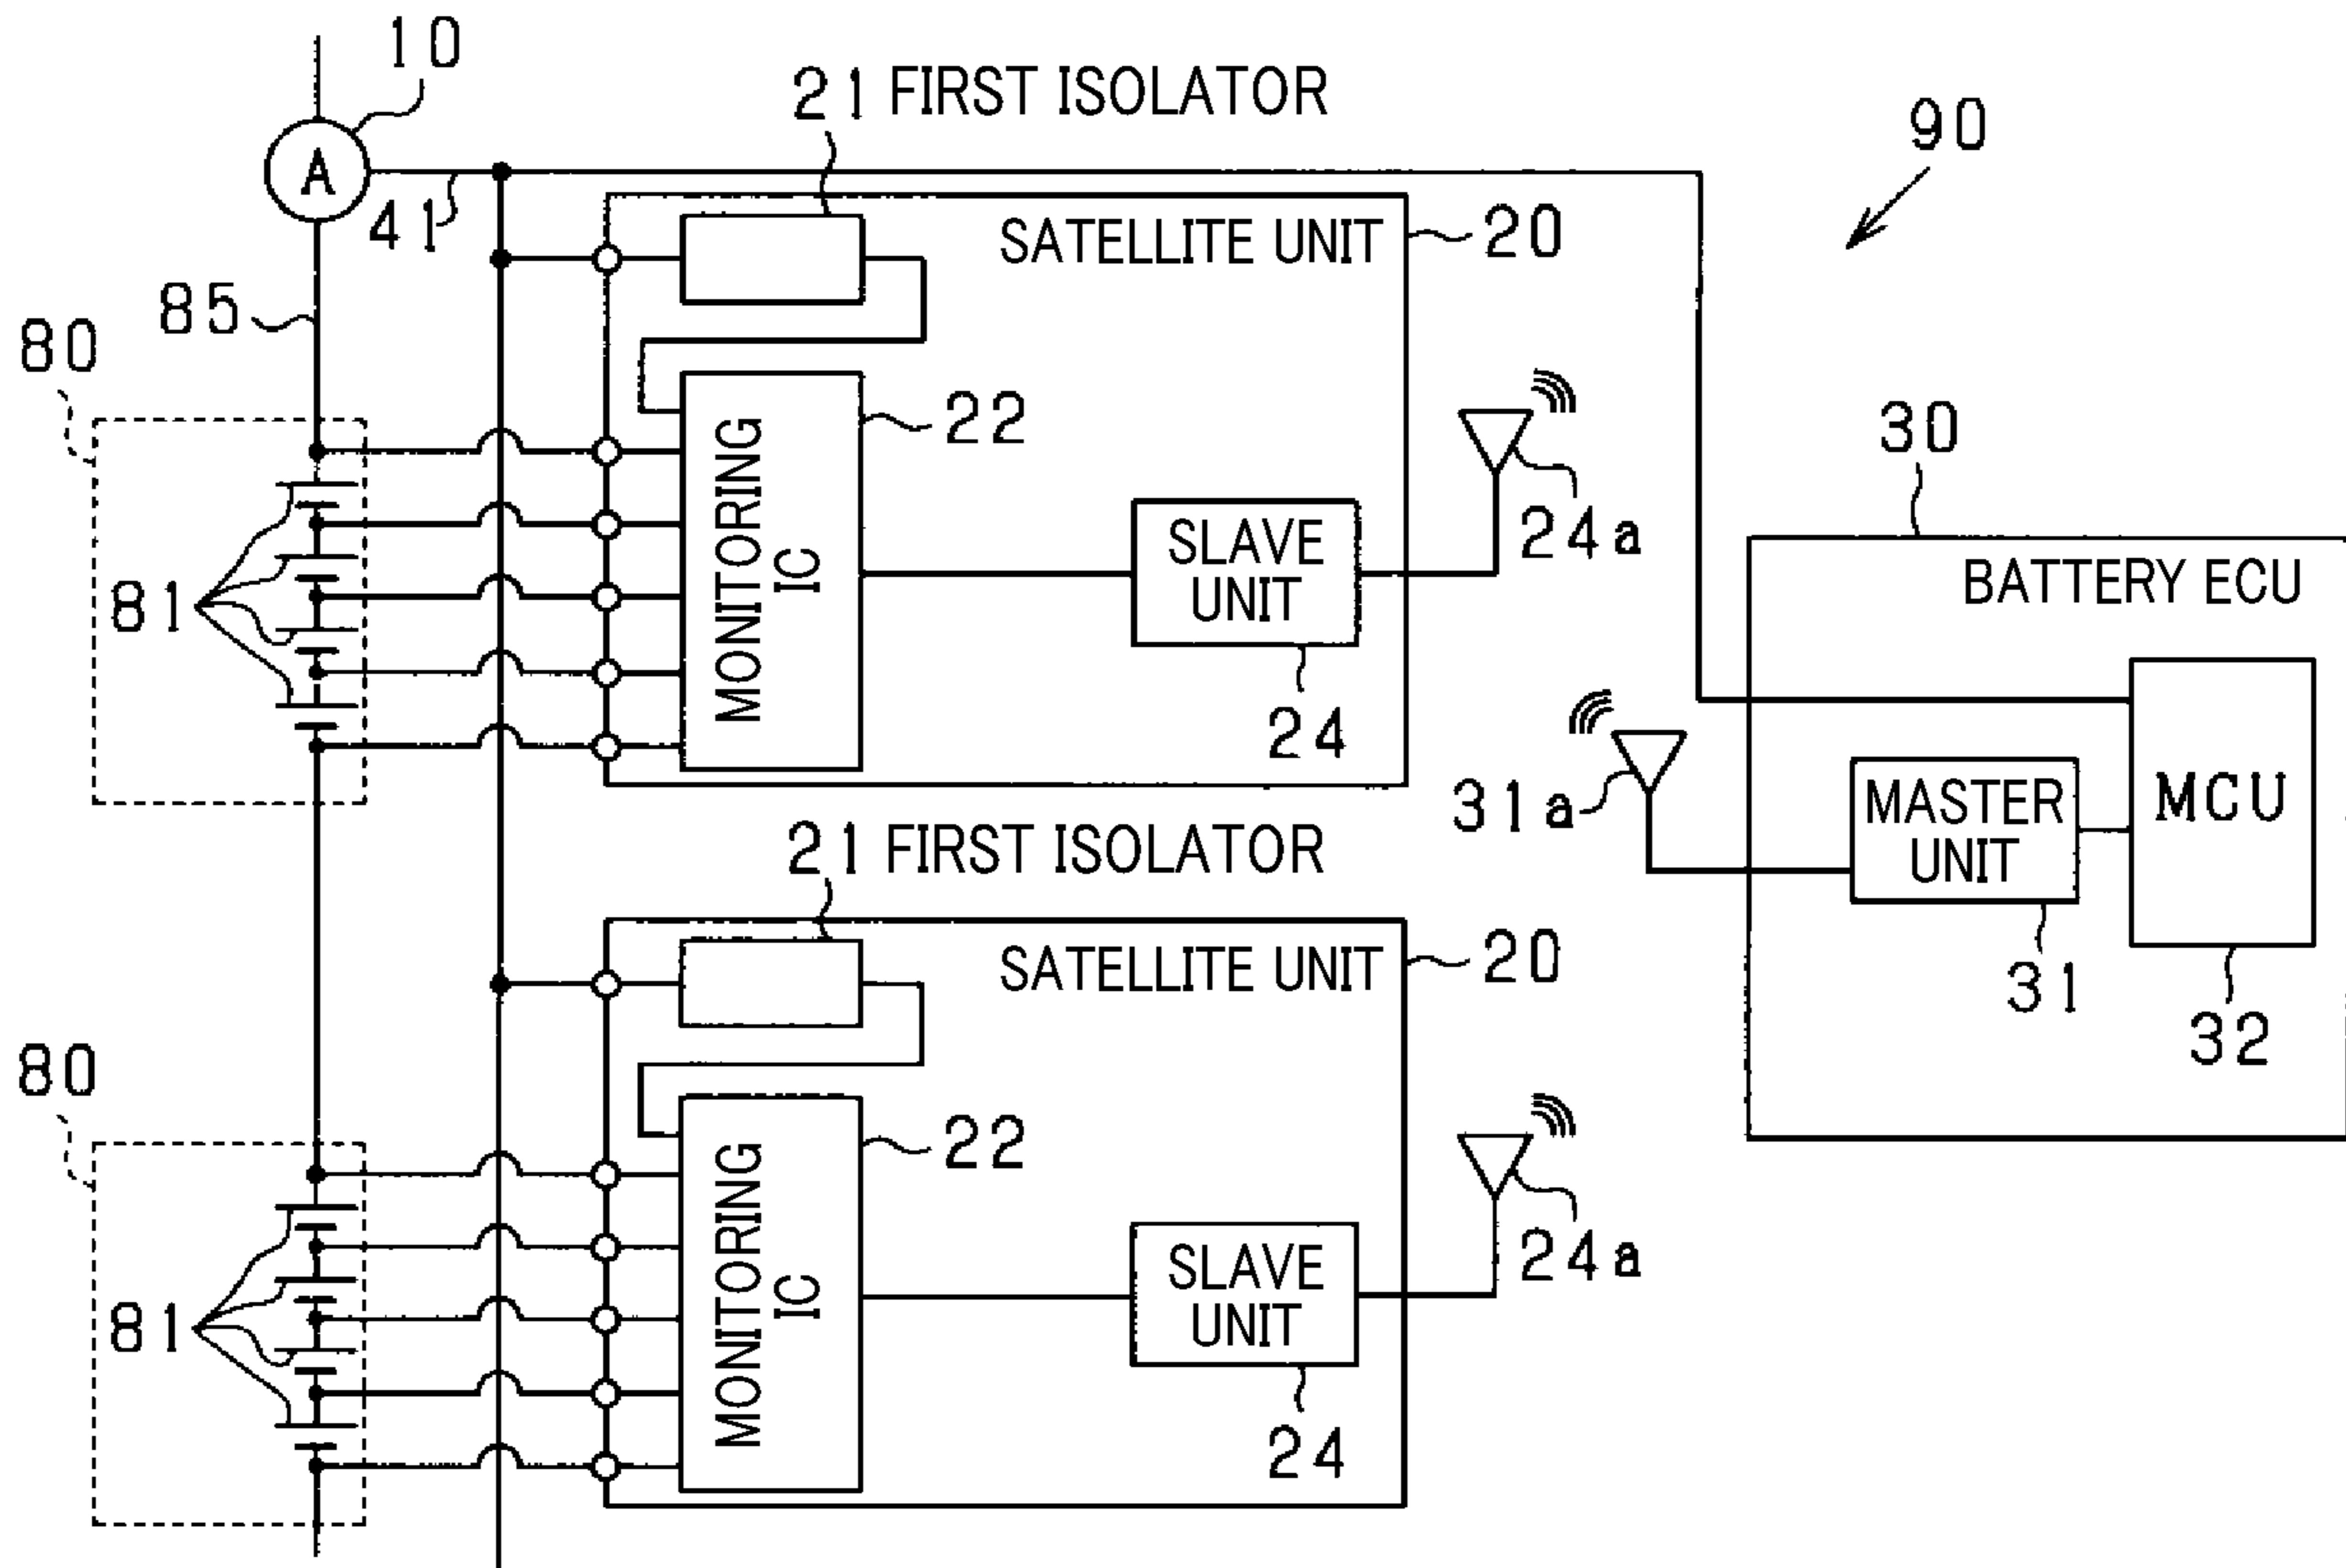 10
21 FIRST ISOLATOR
90
A
41
SATELLITE UNIT
20
85
80
22
30
MONITORING
IC
SLAVE
UNIT
24a
BATTERY ECU
81
24
31a
MASTER
UNIT
MCU
21 FIRST ISOLATOR
SATELLITE UNIT
20
31
32
80
22
MONITORING
IC
SLAVE
UNIT
24a
81
24